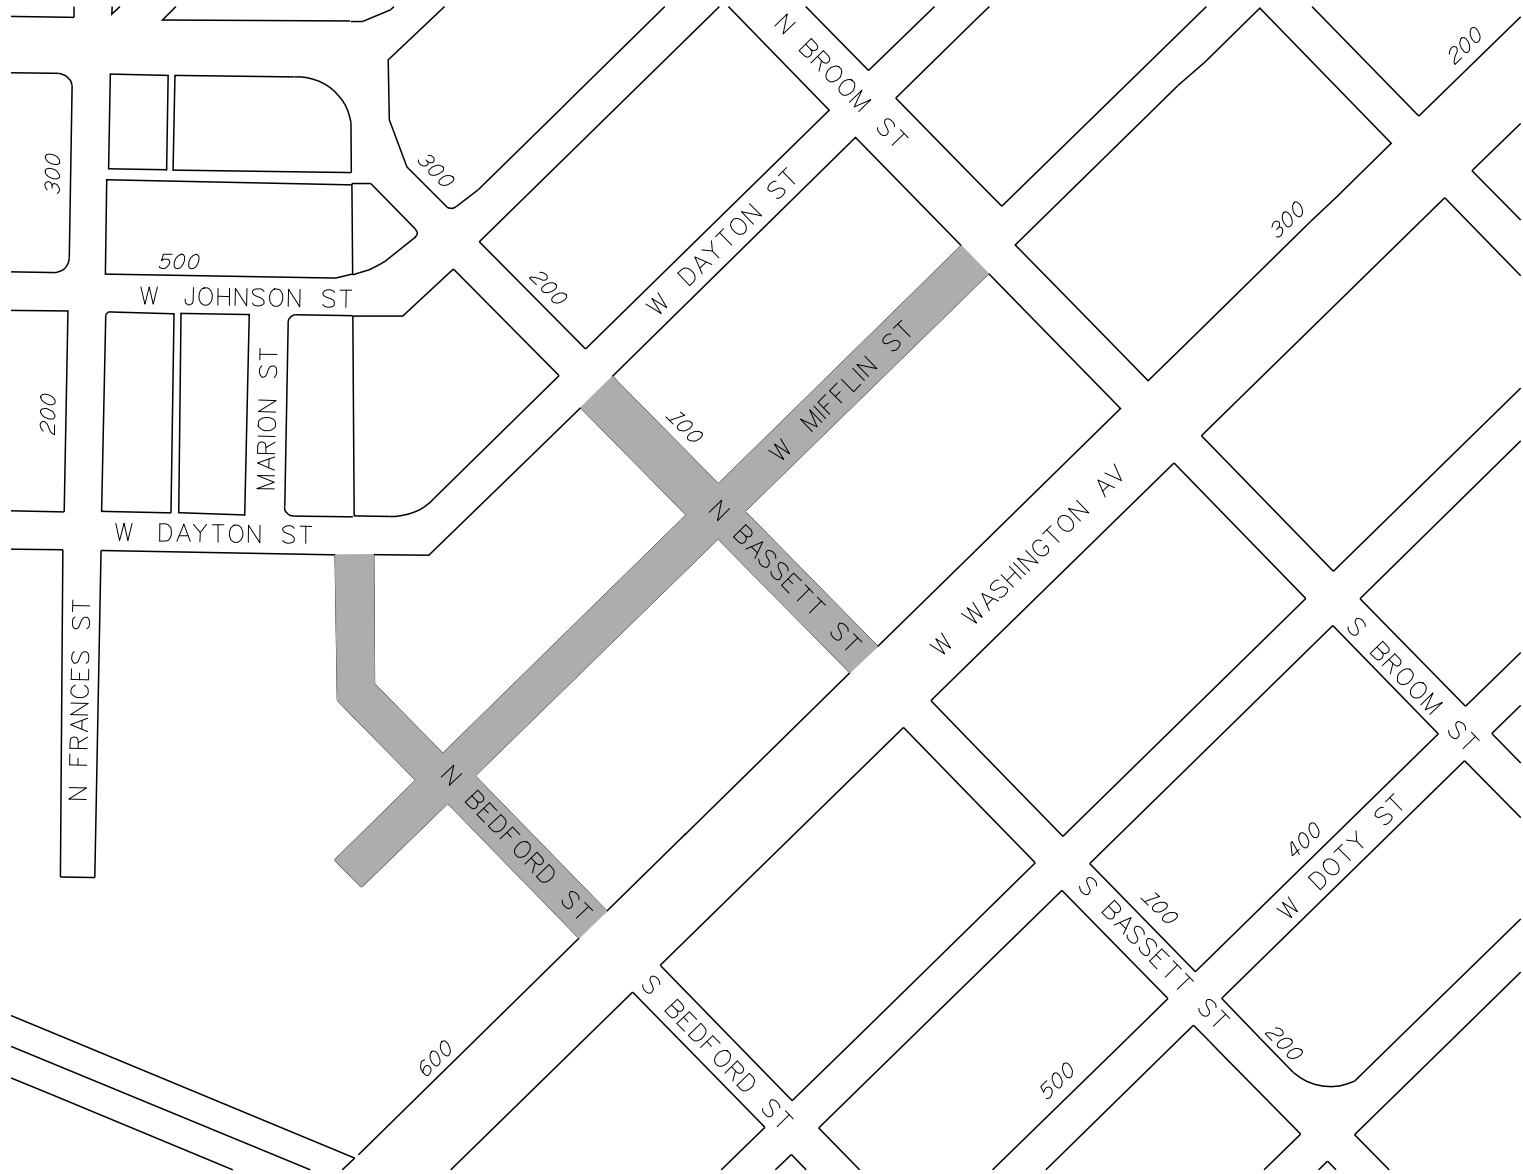 N BROOM ST
200
300
300
W DAYTON ST
300
500
200
W JOHNSON ST
W MIFFLIN ST
MARION ST
200
100
W WASHINGTON AV
N BASSETT ST
W DAYTON ST
N FRANCES ST
S BROOM ST
N BEDFORD ST
400
W DOTY ST
100
S BASSETT ST
S BEDFORD ST
200
600
500